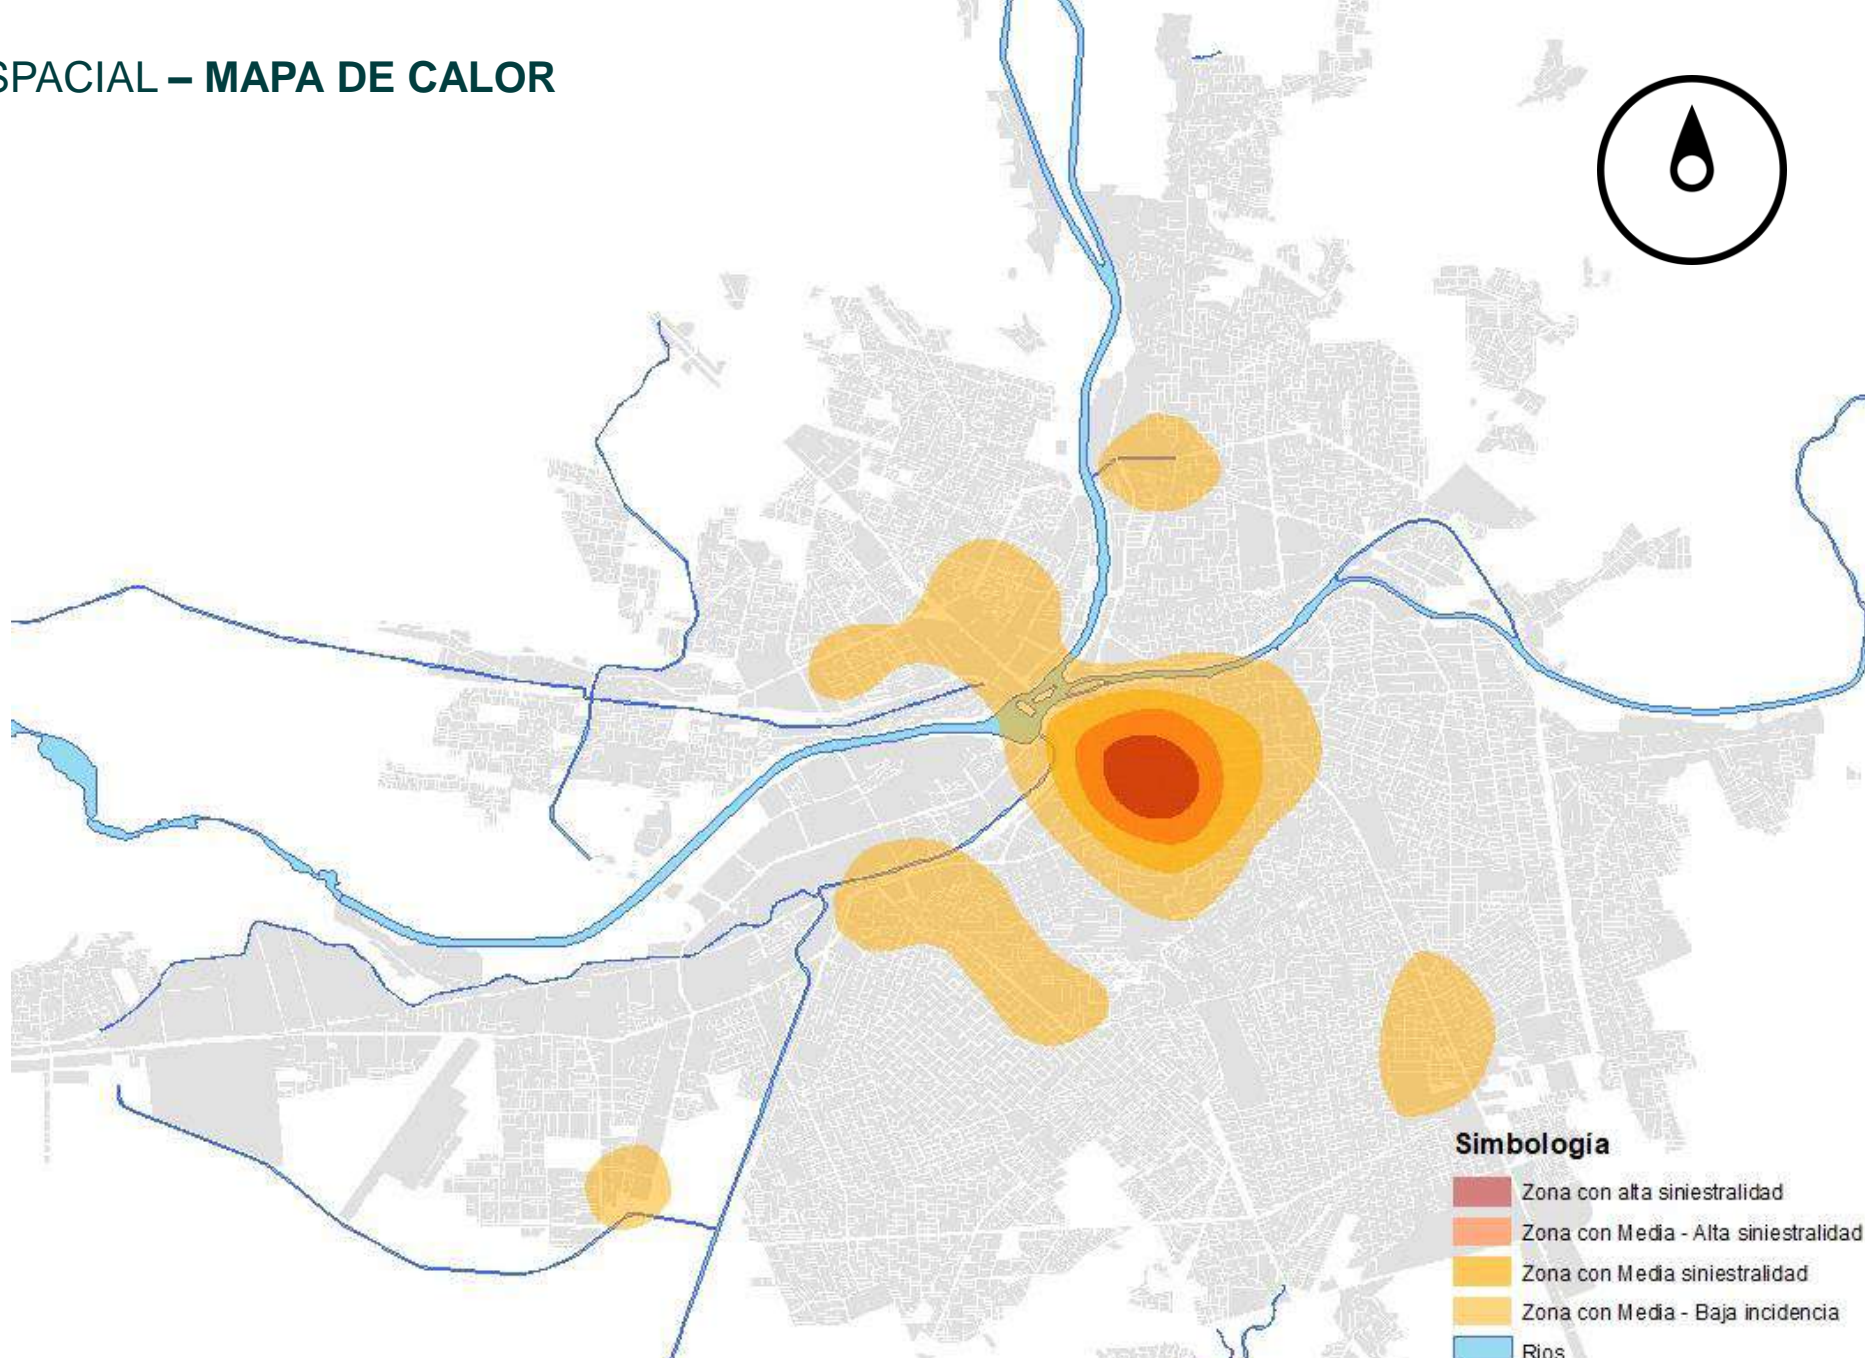 SPACIAL – MAPA DE CALOR
Simbología
Zona con alta siniestralidad
Zona con Media - Alta siniestralidad
Zona con Media siniestralidad
Zona con Media - Baja incidencia
Rios